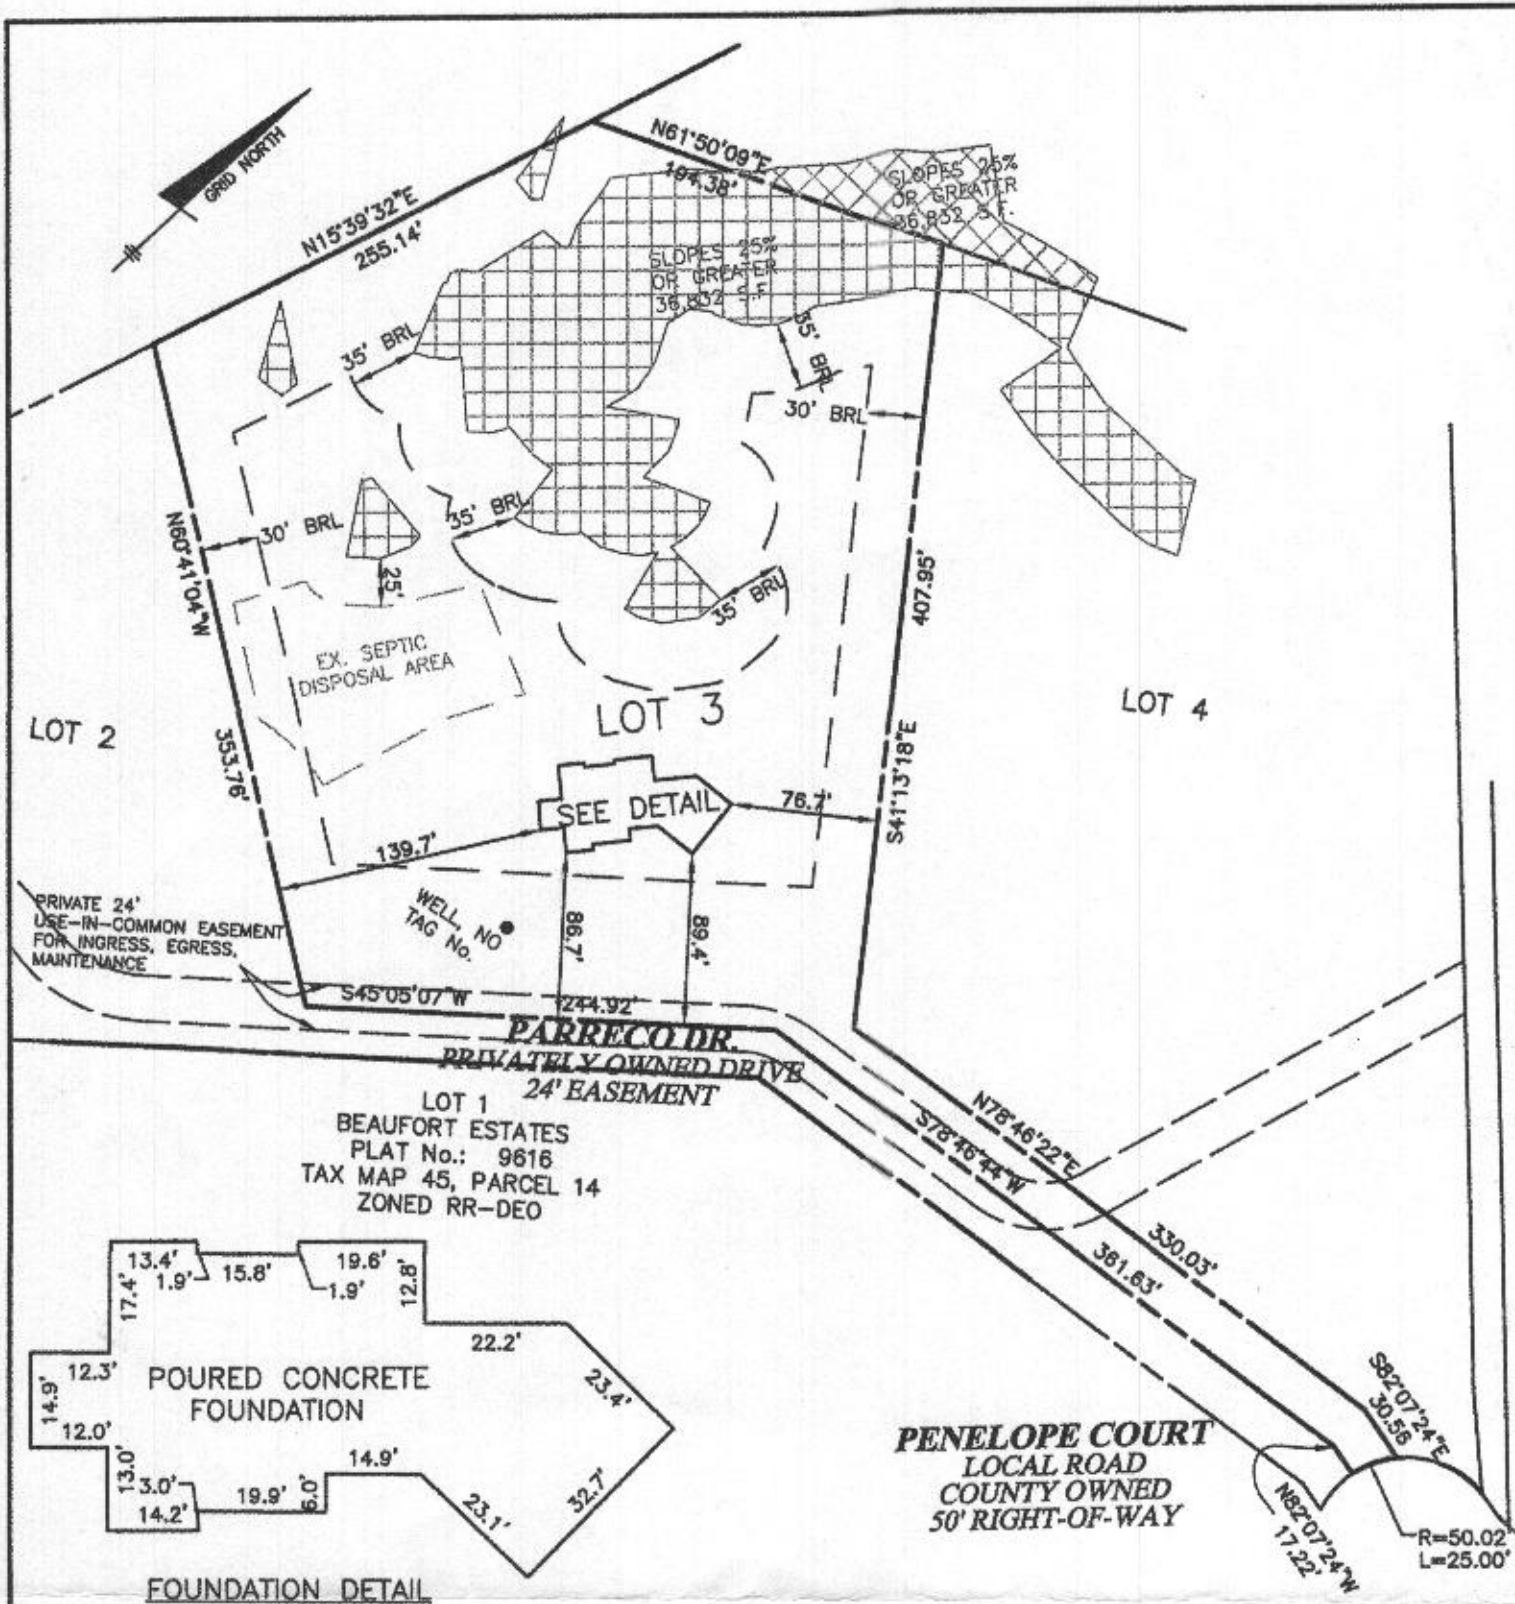 GRID NORTH
N15°39'32"E
255.14'
N61°50'09"E
194.38'
SLOPES 25%
OR GREATER
36,832 S.F.
SLOPES 25%
OR GREATER
36,832 S.F.
35' BRL
35' BRL
30' BRL
30' BRL
35' BRL
25'
35' BRL
N60°41'04"W
353.76'
407.95'
S41°13'18"E
EX. SEPTIC
DISPOSAL AREA
LOT 2
LOT 3
LOT 4
SEE DETAIL
76.7'
139.7'
86.7'
89.4'
WELL, NO
TAG No.
PRIVATE 24'
USE-IN-COMMON EASEMENT
FOR INGRESS, EGRESS,
MAINTENANCE
S45°05'07"W
244.92'
PARRECO DR.
PRIVATELY OWNED DRIVE
24' EASEMENT
LOT 1
BEAUFORT ESTATES
PLAT No.: 9616
TAX MAP 45, PARCEL 14
ZONED RR-DEO
N78°46'22"E
330.03'
S78°46'44"W
361.63'
S82°07'24"E
30.56
N82°07'24"W
17.22'
R=50.02'
L=25.00'
PENELOPE COURT
LOCAL ROAD
COUNTY OWNED
50' RIGHT-OF-WAY
13.4'
1.9'
15.8'
19.6'
1.9'
12.8'
17.4'
22.2'
12.3'
14.9'
12.0'
POURED CONCRETE
FOUNDATION
23.4'
13.0'
3.0'
14.2'
19.9'
6.0'
14.9'
23.1'
32.7'
FOUNDATION DETAIL